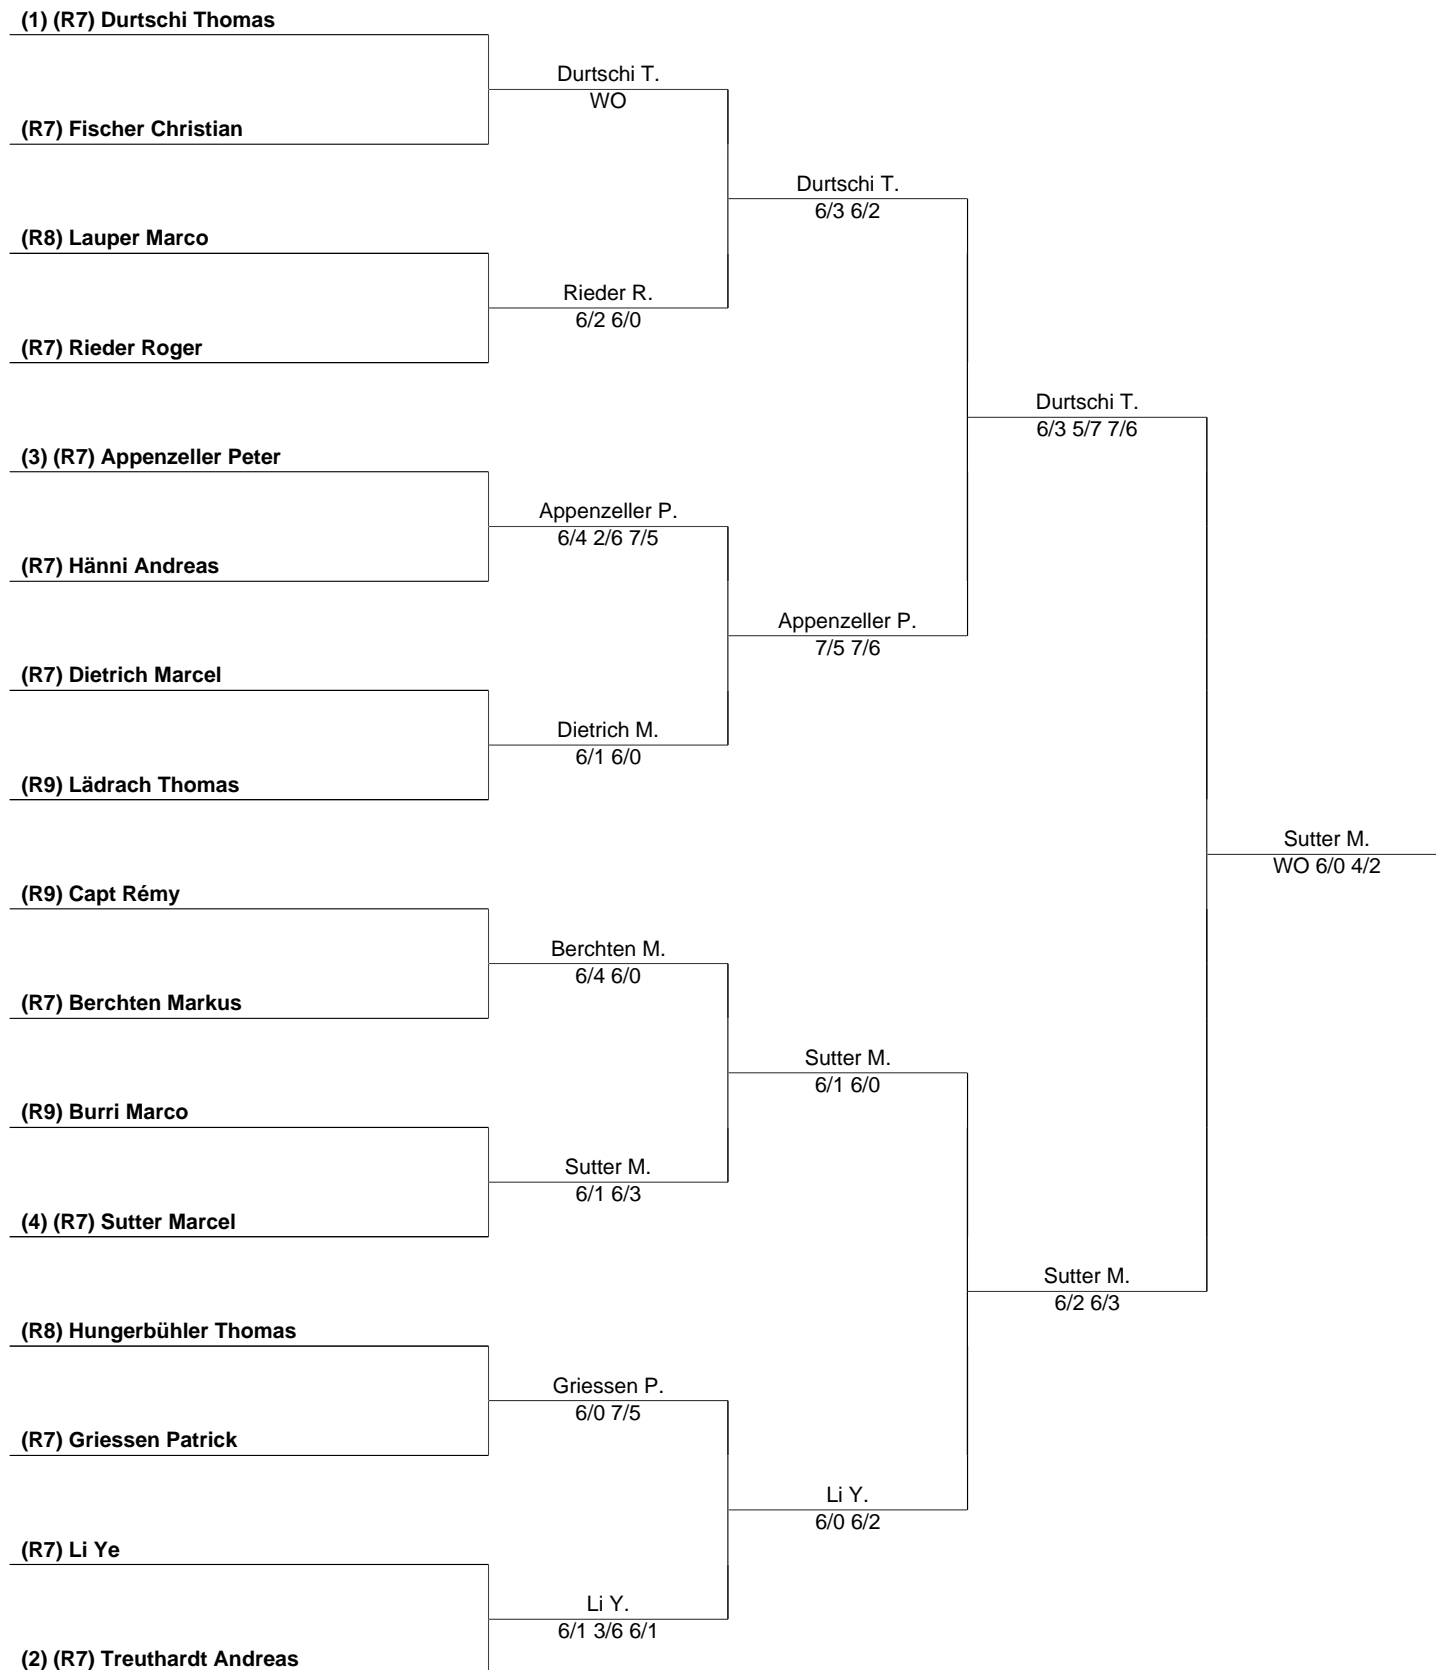 (1) (R7) Durtschi Thomas
Durtschi T.
WO
(R7) Fischer Christian
Durtschi T.
6/3 6/2
(R8) Lauper Marco
Rieder R.
6/2 6/0
(R7) Rieder Roger
Durtschi T.
6/3 5/7 7/6
(3) (R7) Appenzeller Peter
Appenzeller P.
6/4 2/6 7/5
(R7) Hänni Andreas
Appenzeller P.
7/5 7/6
(R7) Dietrich Marcel
Dietrich M.
6/1 6/0
(R9) Lädrach Thomas
Sutter M.
WO 6/0 4/2
(R9) Capt Rémy
Berchten M.
6/4 6/0
(R7) Berchten Markus
Sutter M.
6/1 6/0
(R9) Burri Marco
Sutter M.
6/1 6/3
(4) (R7) Sutter Marcel
Sutter M.
6/2 6/3
(R8) Hungerbühler Thomas
Griessen P.
6/0 7/5
(R7) Griessen Patrick
Li Y.
6/0 6/2
(R7) Li Ye
Li Y.
6/1 3/6 6/1
(2) (R7) Treuthardt Andreas